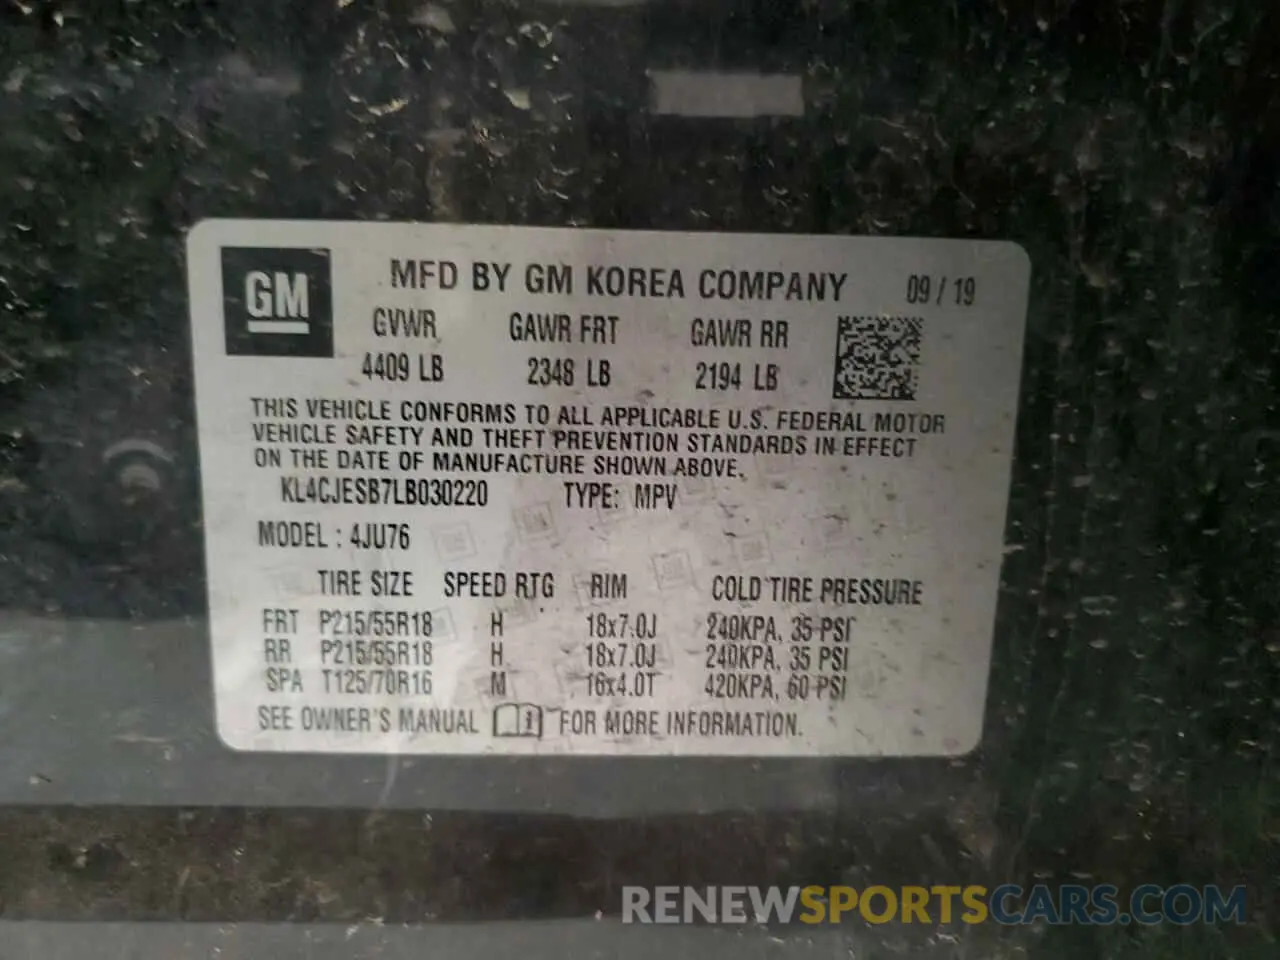 GM
MFD BY GM KOREA COMPANY 09 / 19
GVWR GAWR FRT GAWR RR
4409 LB 2348 LB 2194 LB
THIS VEHICLE CONFORMS TO ALL APPLICABLE U.S. FEDERAL MOTOR
VEHICLE SAFETY AND THEFT PREVENTION STANDARDS IN EFFECT
ON THE DATE OF MANUFACTURE SHOWN ABOVE.
KL4CJESB7LB030220 TYPE: MPV
MODEL : 4JU76
TIRE SIZE SPEED RTG RIM COLD TIRE PRESSURE
FRT P215/55R18 H 18x7.0J 240KPA, 35 PSI
RR P215/55R18 H 18x7.0J 240KPA, 35 PSI
SPA T125/70R16 M 16x4.0T 420KPA, 60 PSI
SEE OWNER'S MANUAL i FOR MORE INFORMATION.
RENEWSPORTSCARS.COM